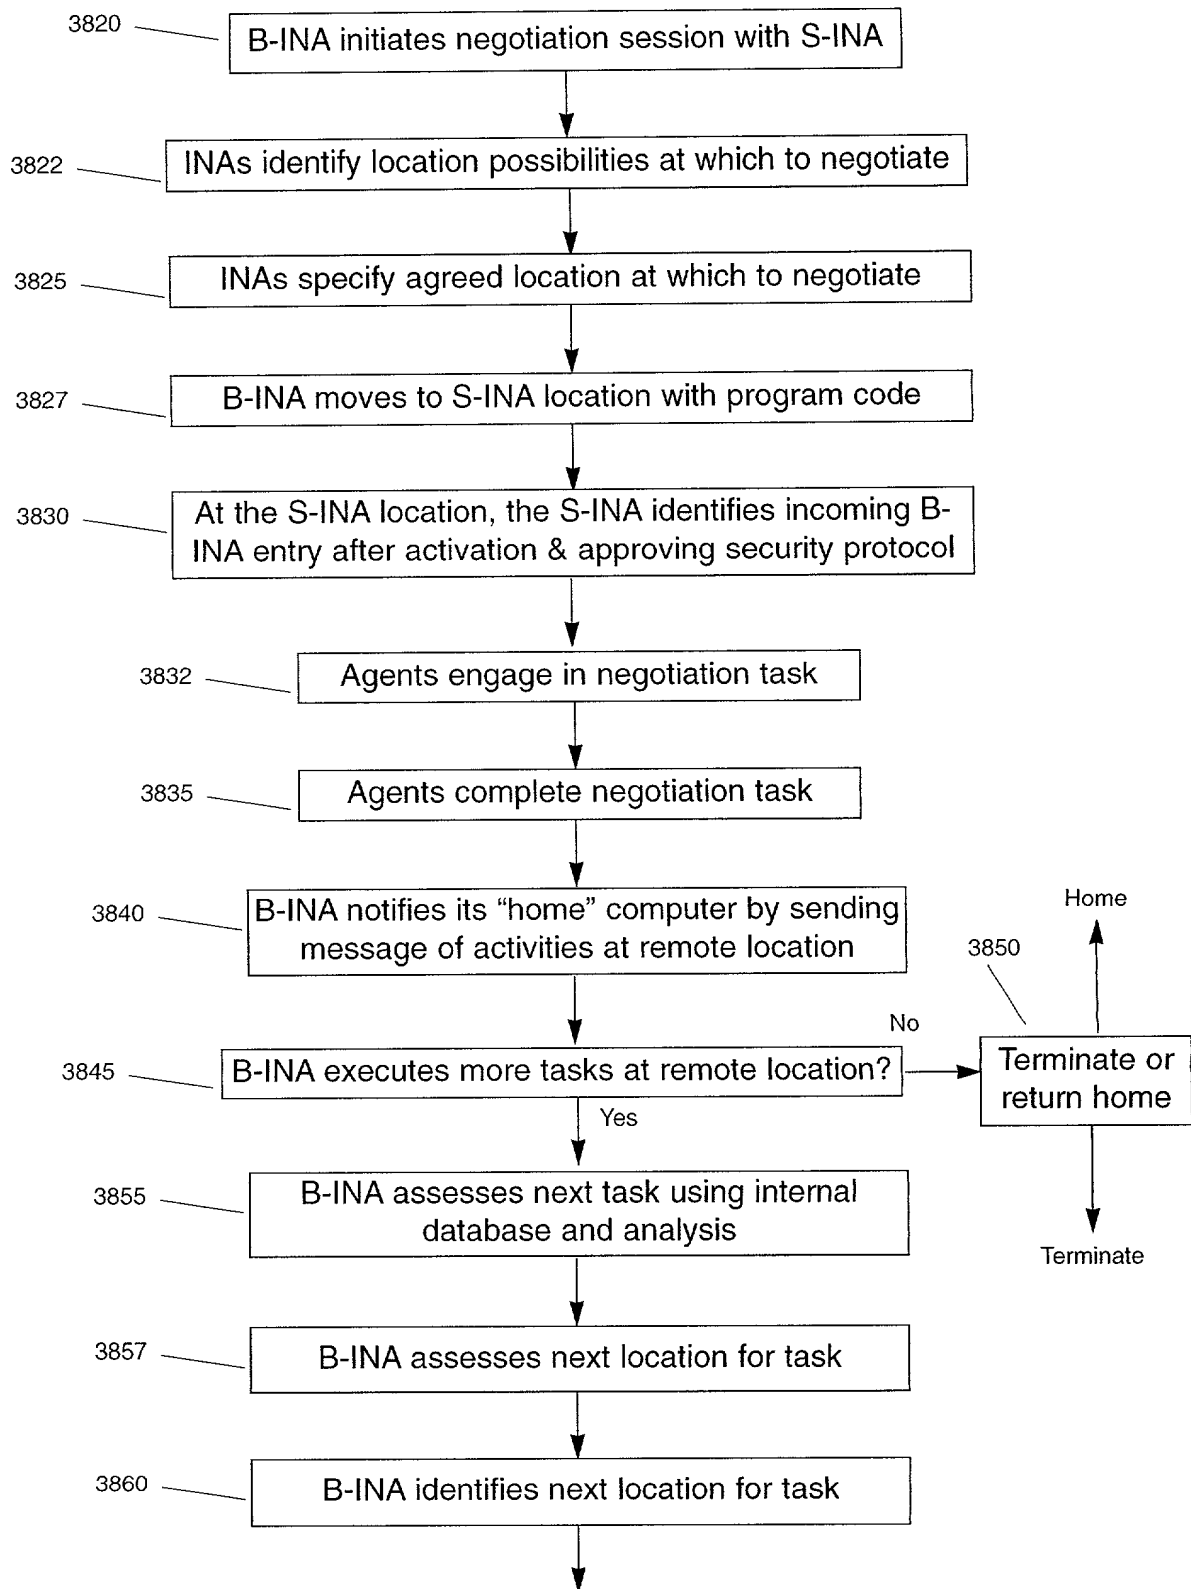 3820
B-INA initiates negotiation session with S-INA
3822
INAs identify location possibilities at which to negotiate
3825
INAs specify agreed location at which to negotiate
3827
B-INA moves to S-INA location with program code
3830
At the S-INA location, the S-INA identifies incoming B-
INA entry after activation & approving security protocol
3832
Agents engage in negotiation task
3835
Agents complete negotiation task
3840
B-INA notifies its “home” computer by sending
message of activities at remote location
3845
B-INA executes more tasks at remote location?
No
Yes
3850
Home
Terminate or
return home
Terminate
3855
B-INA assesses next task using internal
database and analysis
3857
B-INA assesses next location for task
3860
B-INA identifies next location for task